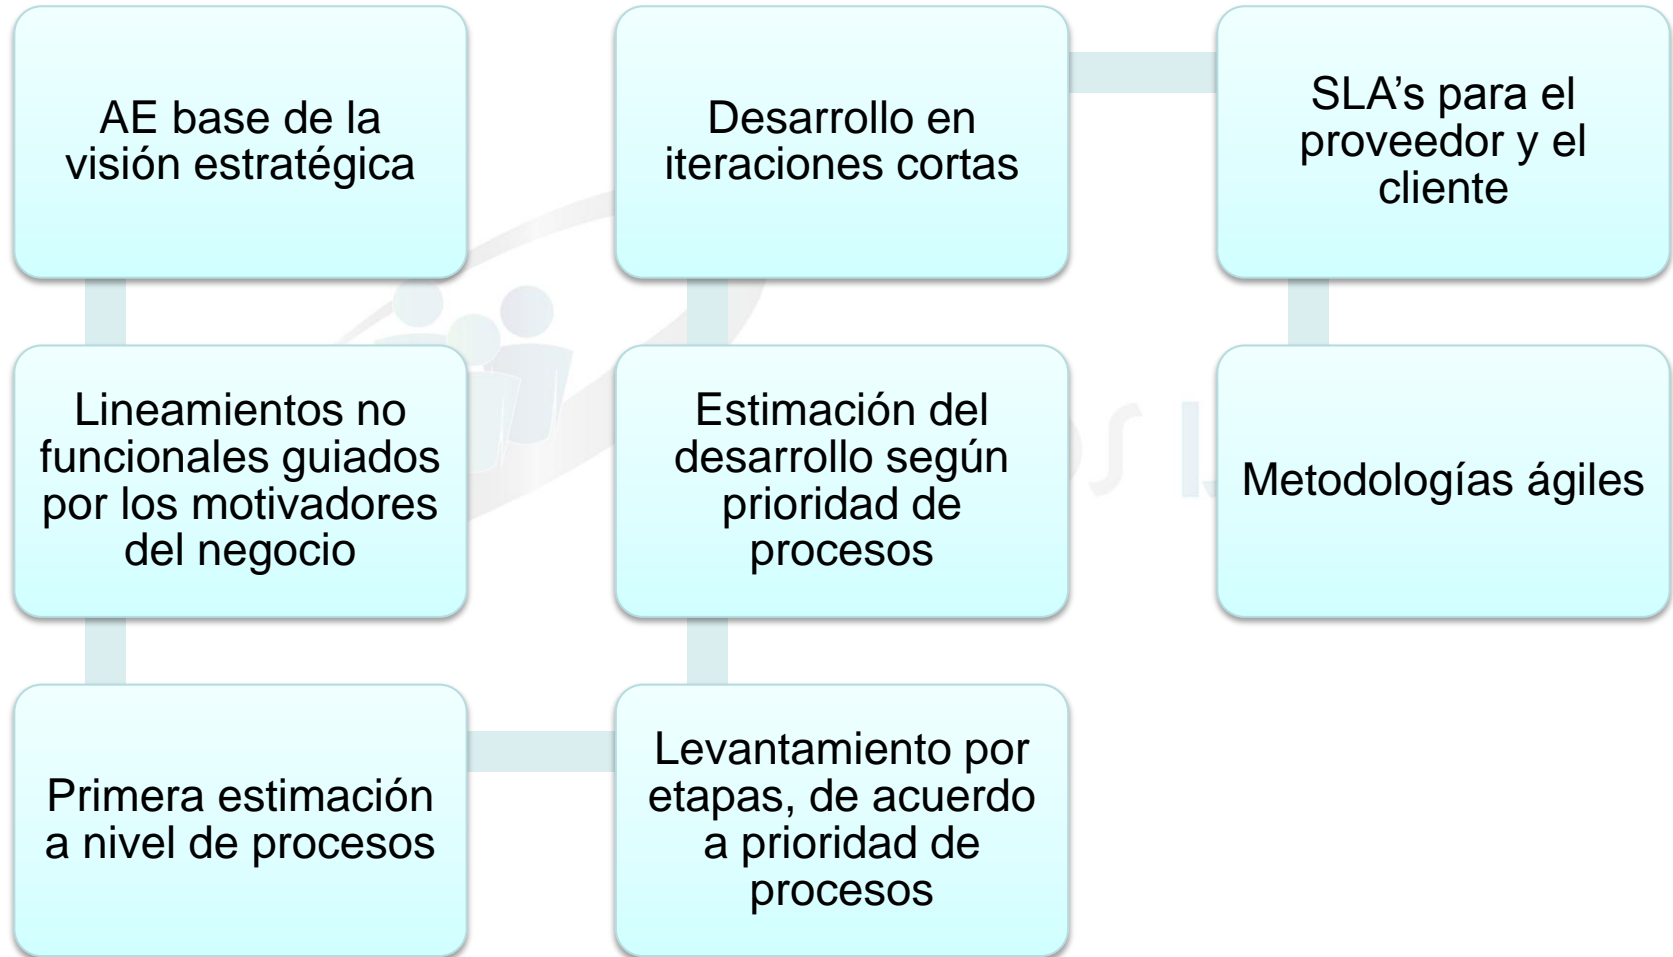 AE base de la
visión estratégica
Lineamientos no
funcionales guiados
por los motivadores
del negocio
Primera estimación
a nivel de procesos
Levantamiento por
etapas, de acuerdo
a prioridad de
procesos
Estimación del
desarrollo según
prioridad de
procesos
Desarrollo en
iteraciones cortas
SLA’s para el
proveedor y el
cliente
Metodologías ágiles